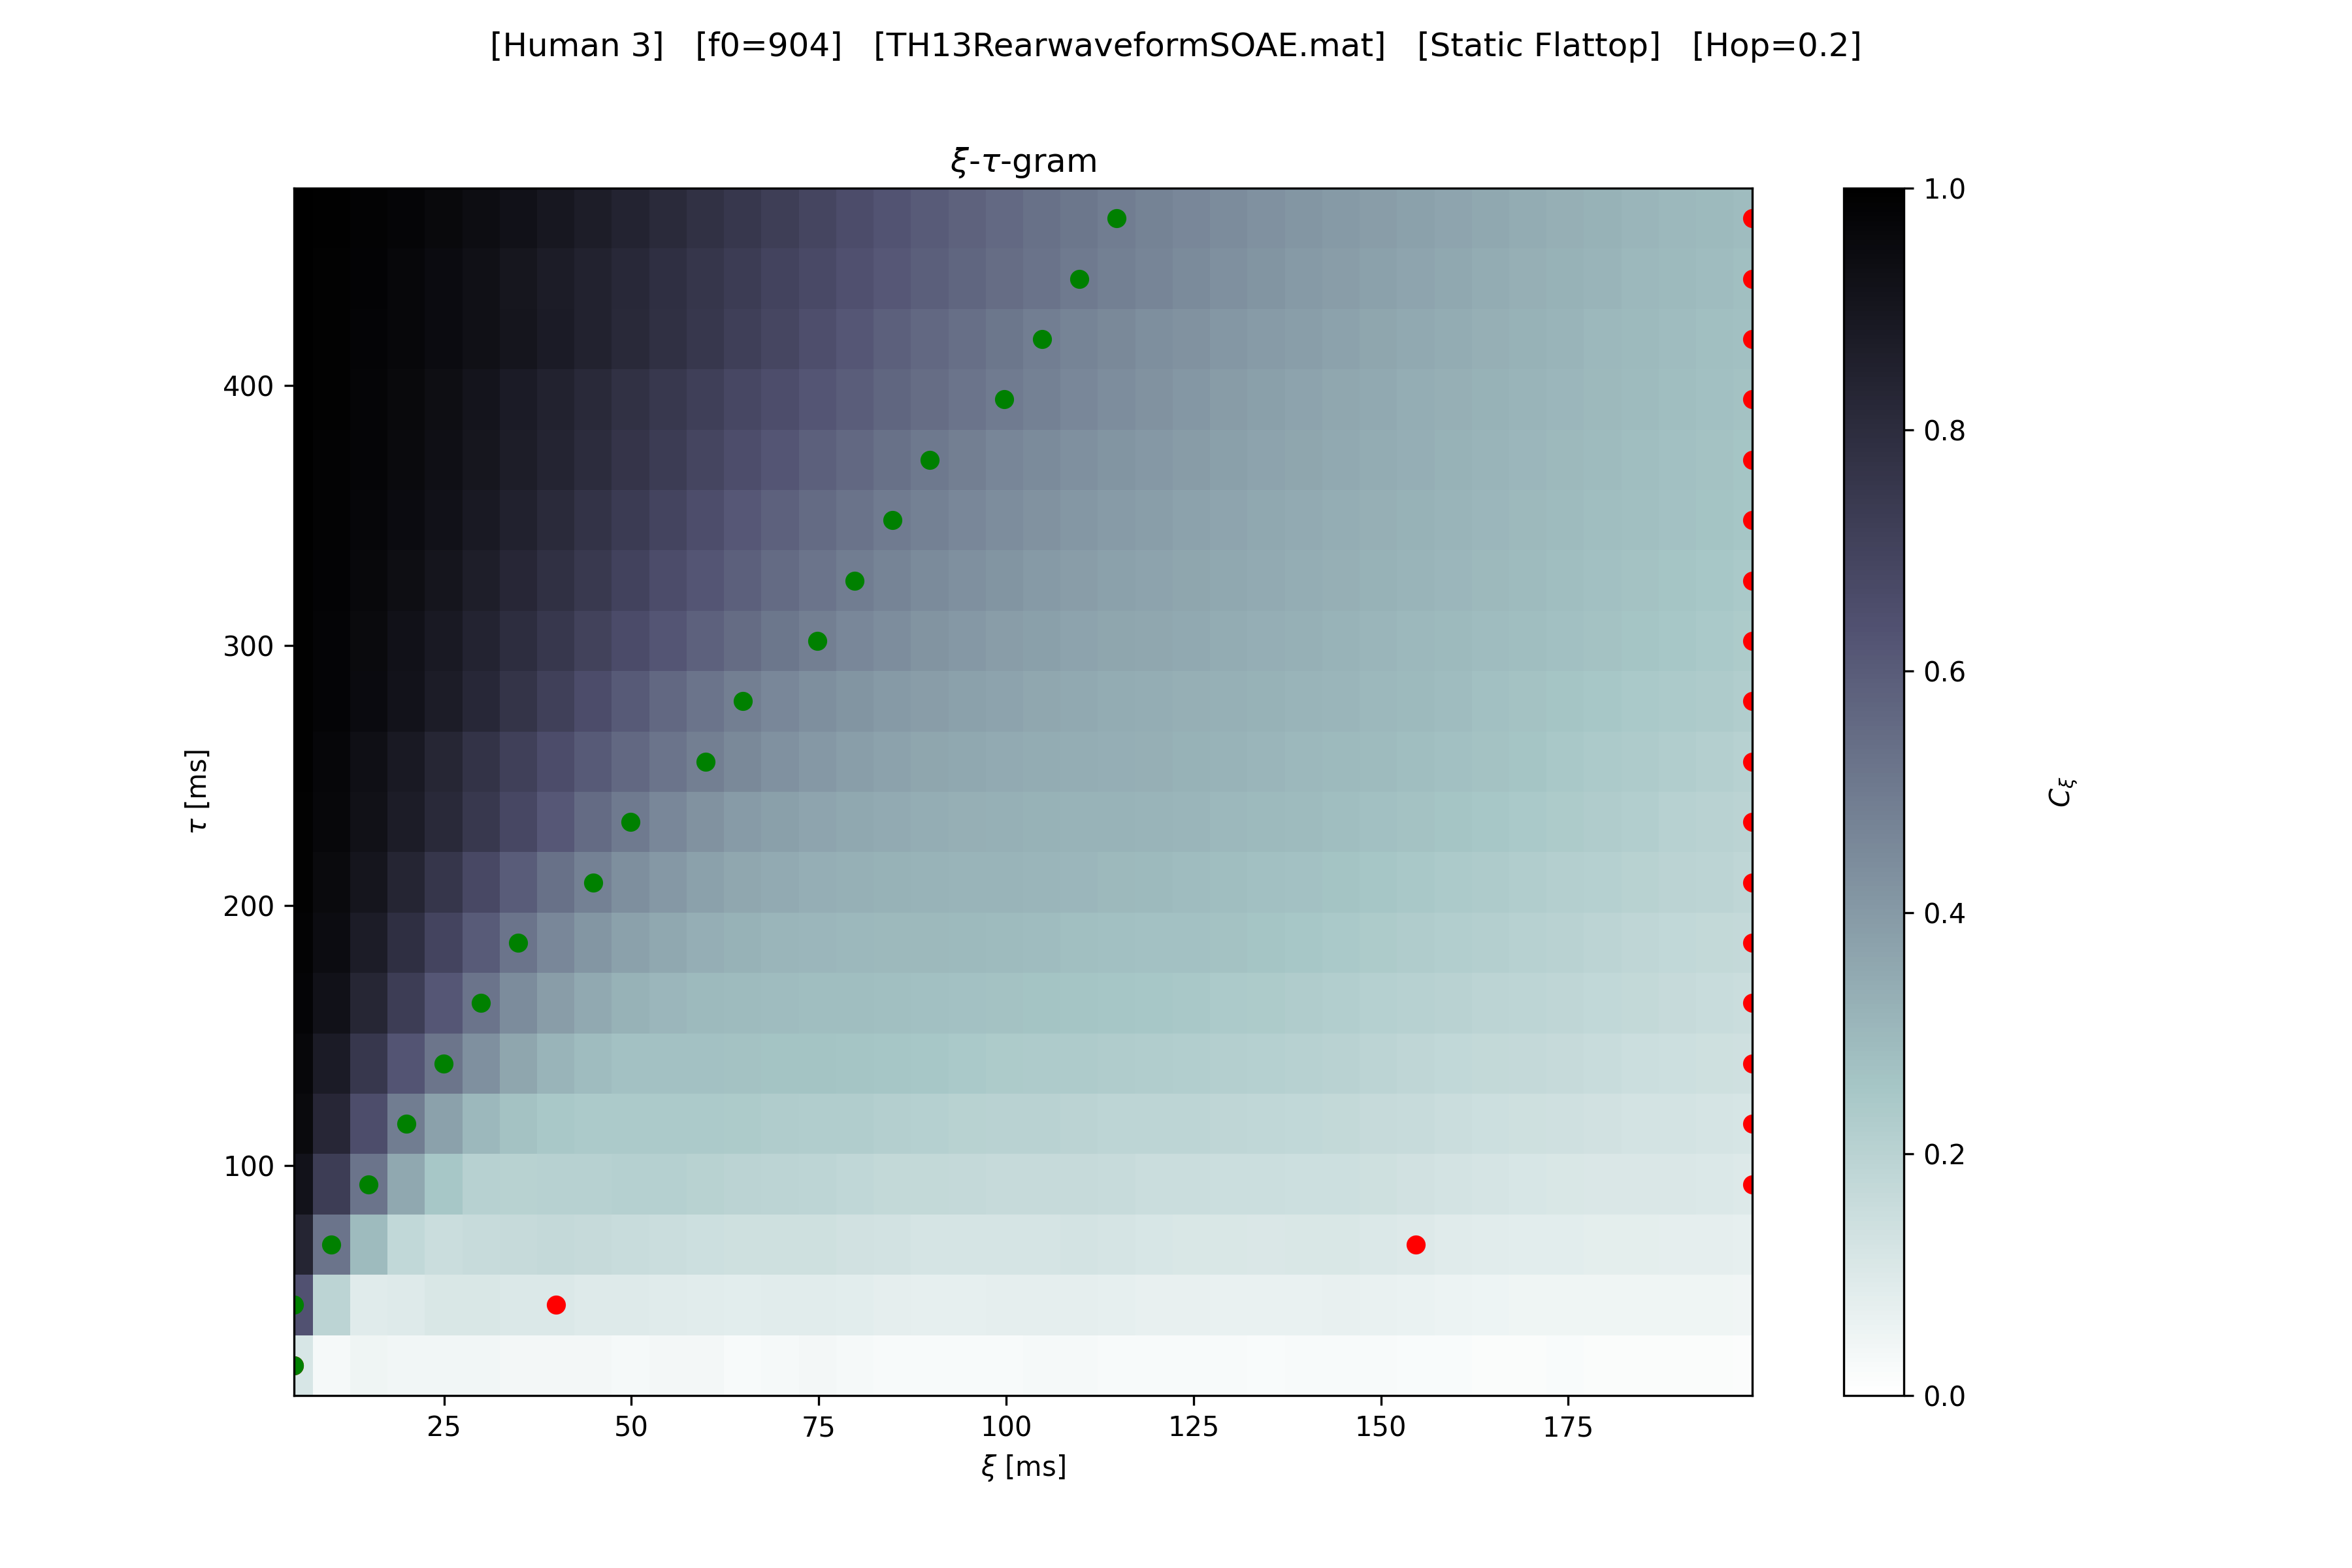 [Human 3]   [f0=904]   [TH13RearwaveformSOAE.mat]   [Static Flattop]   [Hop=0.2]
ξ-τ-gram
τ [ms]
400
300
200
100
25 50 75 100 125 150 175
ξ [ms]
1.0
0.8
0.6
0.4
0.2
0.0
C_ξ